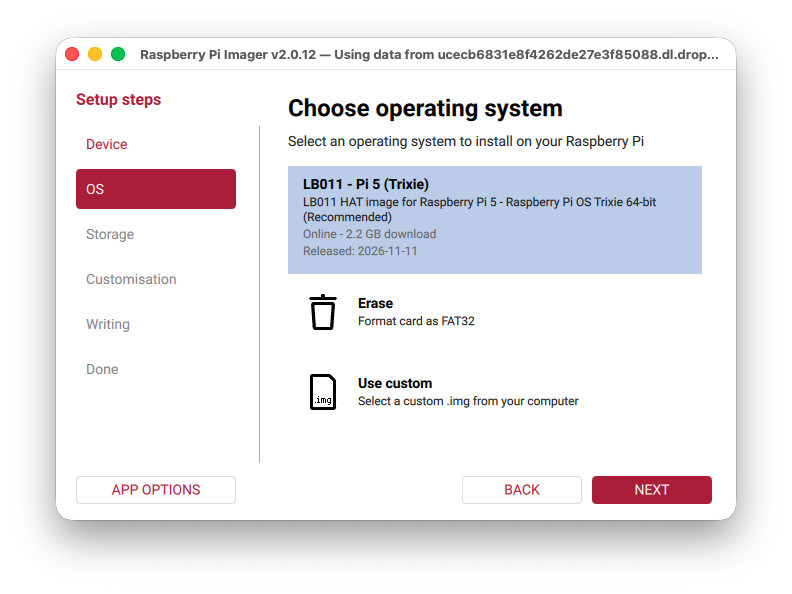 Raspberry Pi Imager v2.0.12 — Using data from ucecb6831e8f4262de27e3f85088.dl.drop...
Setup steps
Device
OS
Storage
Customisation
Writing
Done
APP OPTIONS
Choose operating system
Select an operating system to install on your Raspberry Pi
LB011 - Pi 5 (Trixie)
LB011 HAT image for Raspberry Pi 5 - Raspberry Pi OS Trixie 64-bit
(Recommended)
Online - 2.2 GB download
Released: 2026-11-11
Erase
Format card as FAT32
.img
Use custom
Select a custom .img from your computer
BACK
NEXT